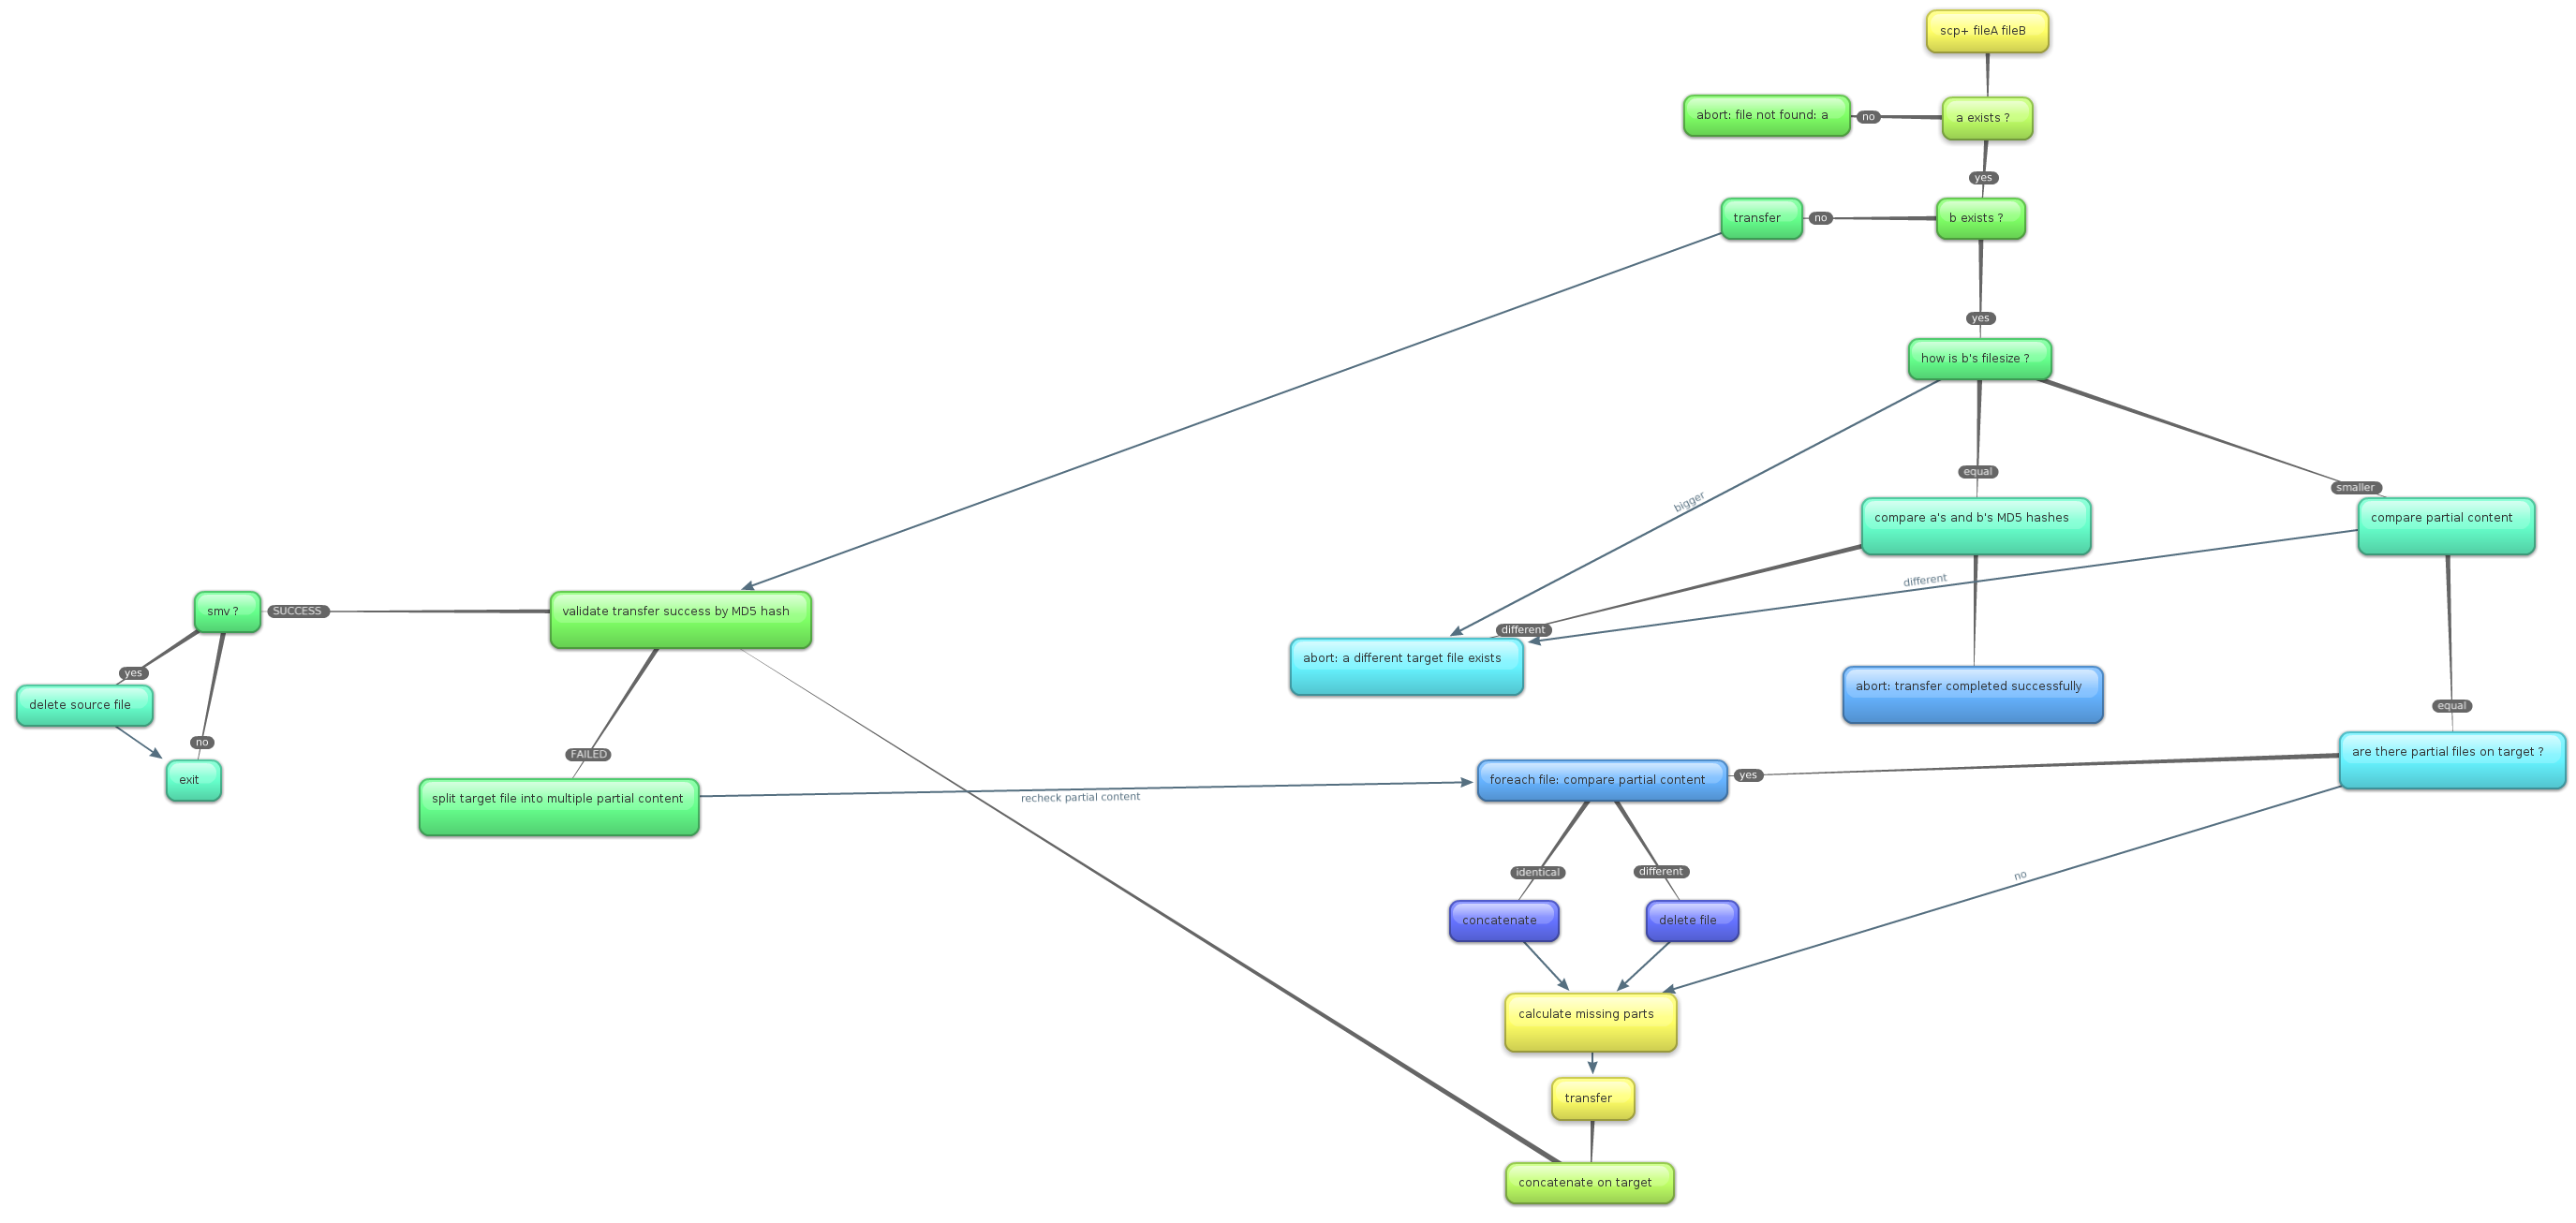 scp+ fileA fileB
abort: file not found: a
no
a exists ?
yes
transfer
no
b exists ?
yes
how is b's filesize ?
bigger
equal
smaller
compare a's and b's MD5 hashes
compare partial content
different
different
smv ?
SUCCESS
validate transfer success by MD5 hash
abort: a different target file exists
abort: transfer completed successfully
yes
delete source file
no
equal
exit
FAILED
split target file into multiple partial content
recheck partial content
foreach file: compare partial content
yes
are there partial files on target ?
identical
different
no
concatenate
delete file
calculate missing parts
transfer
concatenate on target